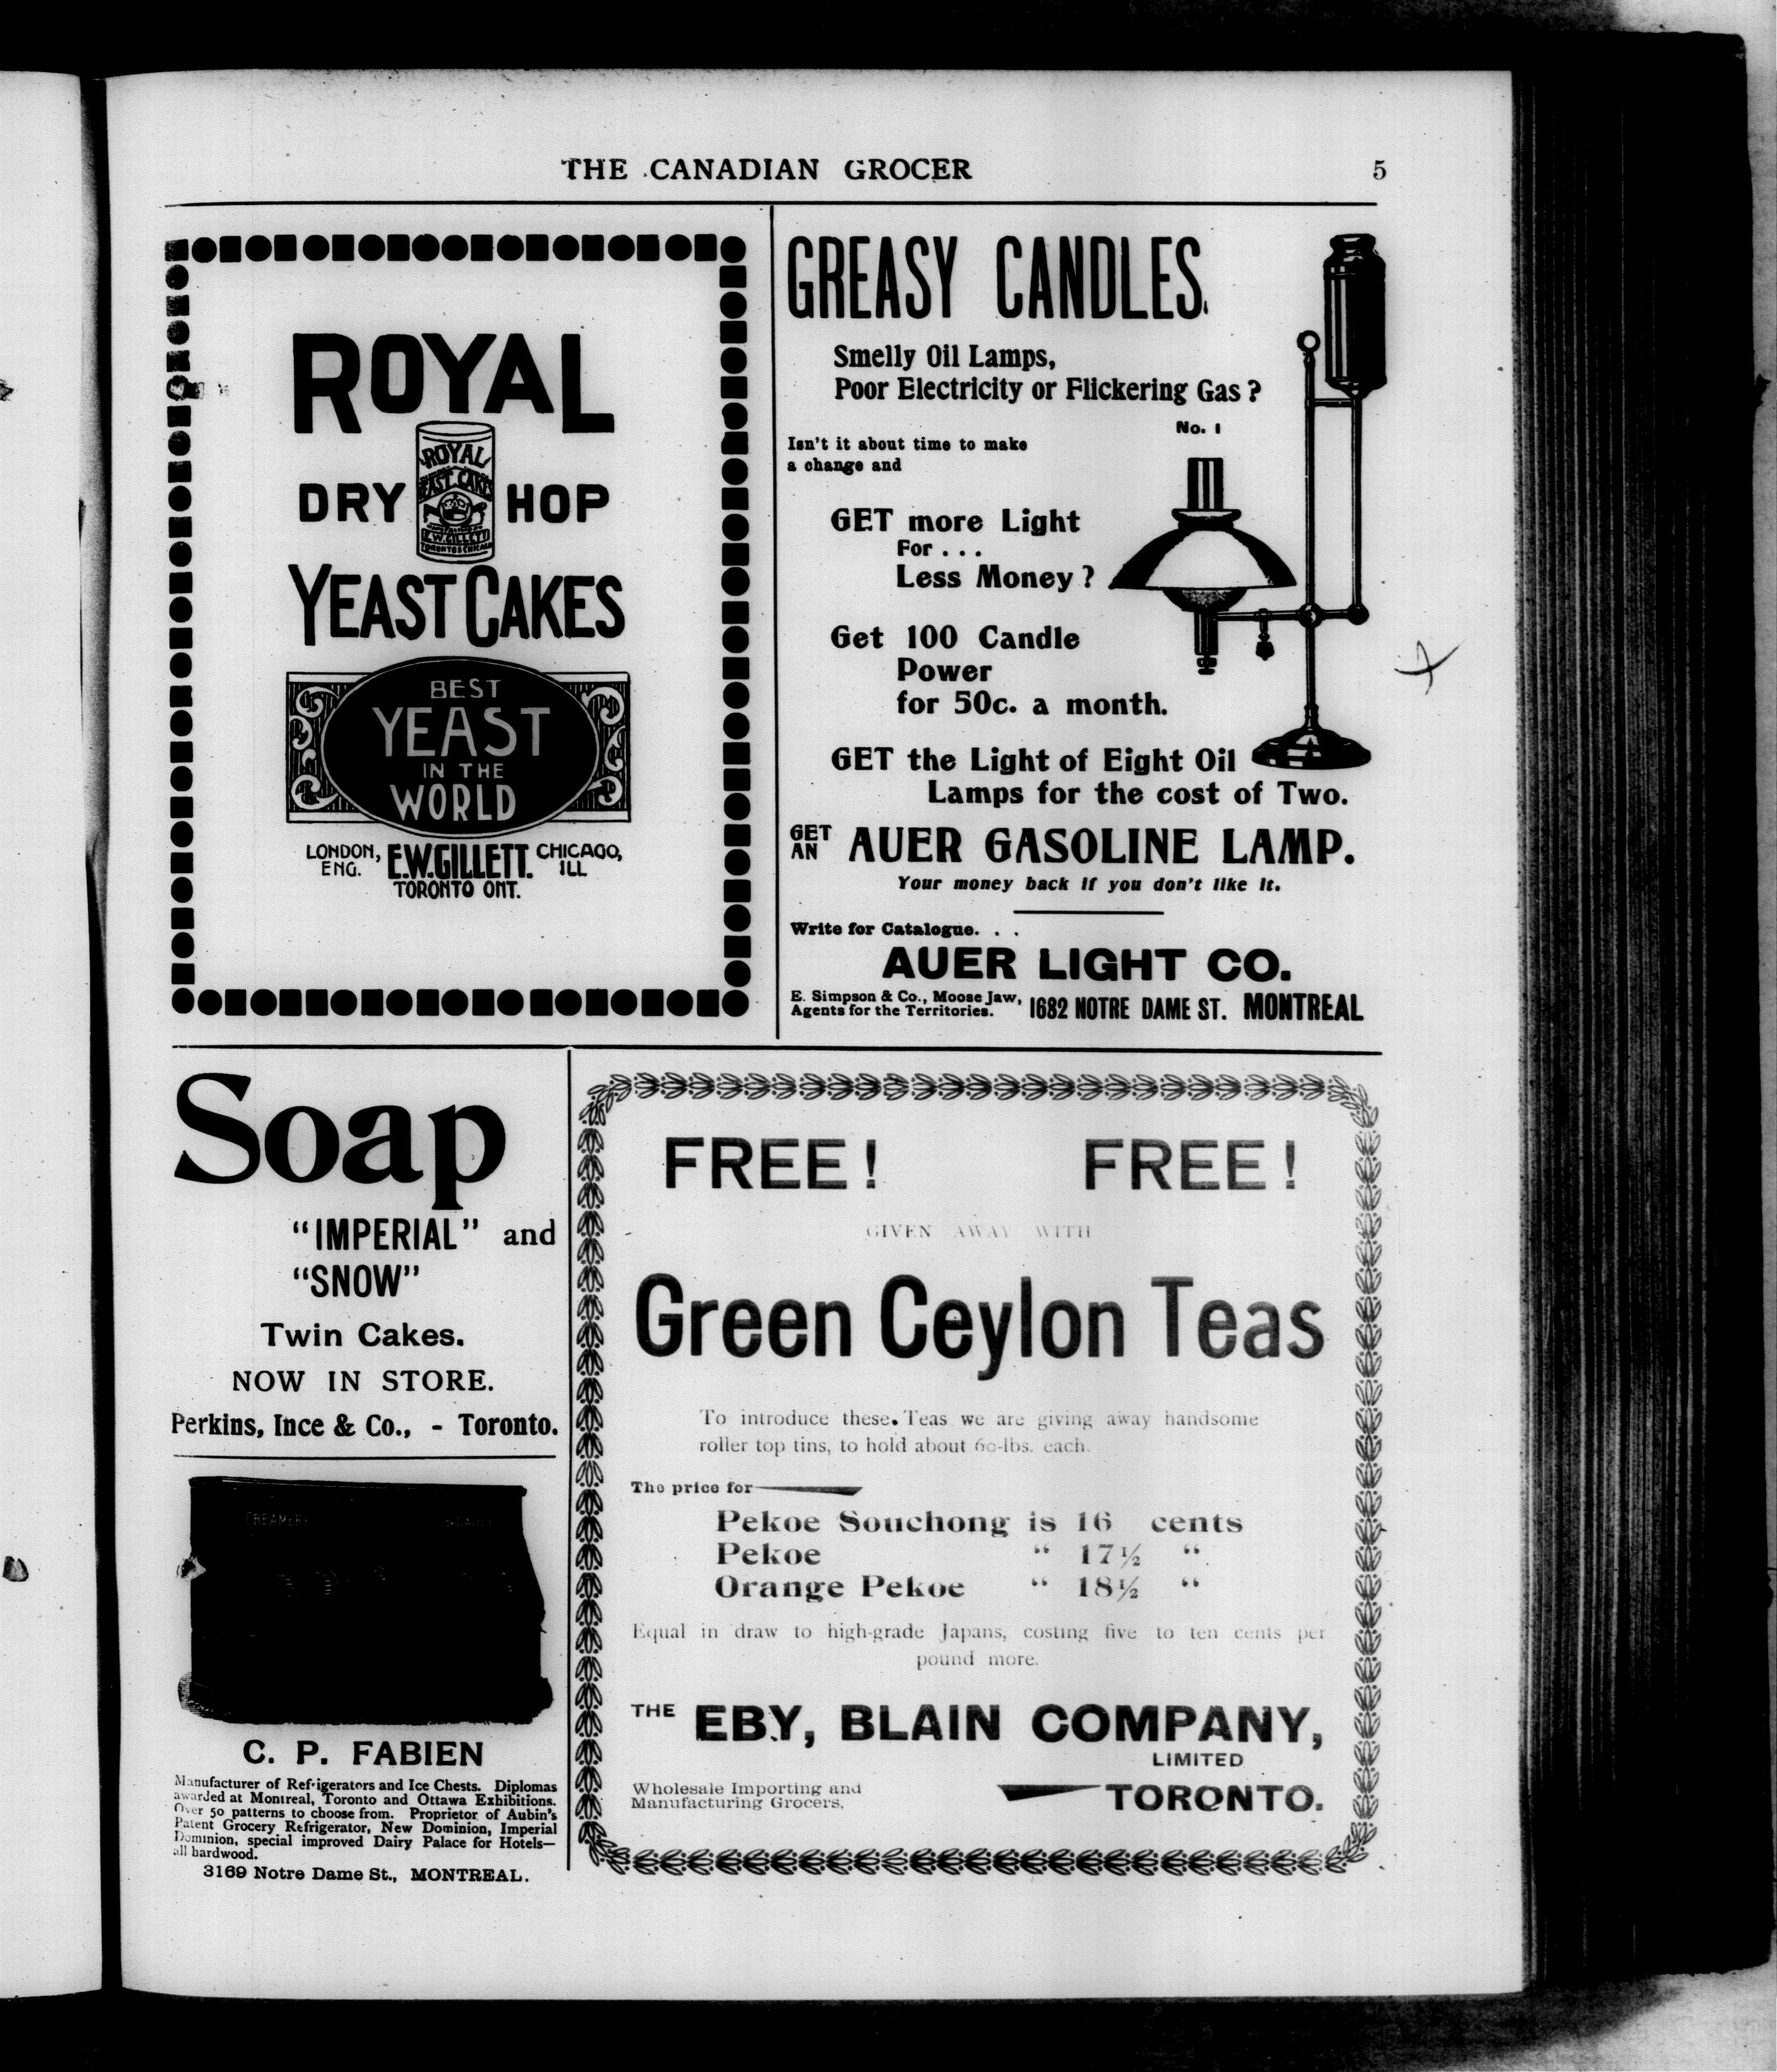 THE CANADIAN GROCER 5
ROYAL
ROYAL
YEAST CAKES
E.W. GILLETT
TORONTO & CHICAGO
DRY HOP
YEAST CAKES
BEST
YEAST
IN THE
WORLD
LONDON, ENG. E.W.GILLETT. CHICAGO, ILL
TORONTO ONT.
GREASY CANDLES,
Smelly Oil Lamps,
Poor Electricity or Flickering Gas?
No. 1
Isn't it about time to make
a change and
GET more Light
For . . .
Less Money?
Get 100 Candle
Power
for 50c. a month.
GET the Light of Eight Oil
Lamps for the cost of Two.
GET AN AUER GASOLINE LAMP.
Your money back if you don't like it.
Write for Catalogue. . .
AUER LIGHT CO.
E. Simpson & Co., Moose Jaw,
Agents for the Territories.
1682 NOTRE DAME ST. MONTREAL
Soap
"IMPERIAL" and
"SNOW"
Twin Cakes.
NOW IN STORE.
Perkins, Ince & Co., - Toronto.
CREAMERY
C. P. FABIEN
Manufacturer of Refrigerators and Ice Chests. Diplomas
awarded at Montreal, Toronto and Ottawa Exhibitions.
Over 50 patterns to choose from. Proprietor of Aubin's
Patent Grocery Refrigerator, New Dominion, Imperial
Dominion, special improved Dairy Palace for Hotels—
all hardwood.
3169 Notre Dame St., MONTREAL.
FREE! FREE!
GIVEN AWAY WITH
Green Ceylon Teas
To introduce these Teas we are giving away handsome
roller top tins, to hold about 60-lbs. each.
The price for
Pekoe Souchong is 16 cents
Pekoe " 17½ "
Orange Pekoe " 18½ "
Equal in draw to high-grade Japans, costing five to ten cents per
pound more.
THE EBY, BLAIN COMPANY,
LIMITED
Wholesale Importing and
Manufacturing Grocers,
TORONTO.